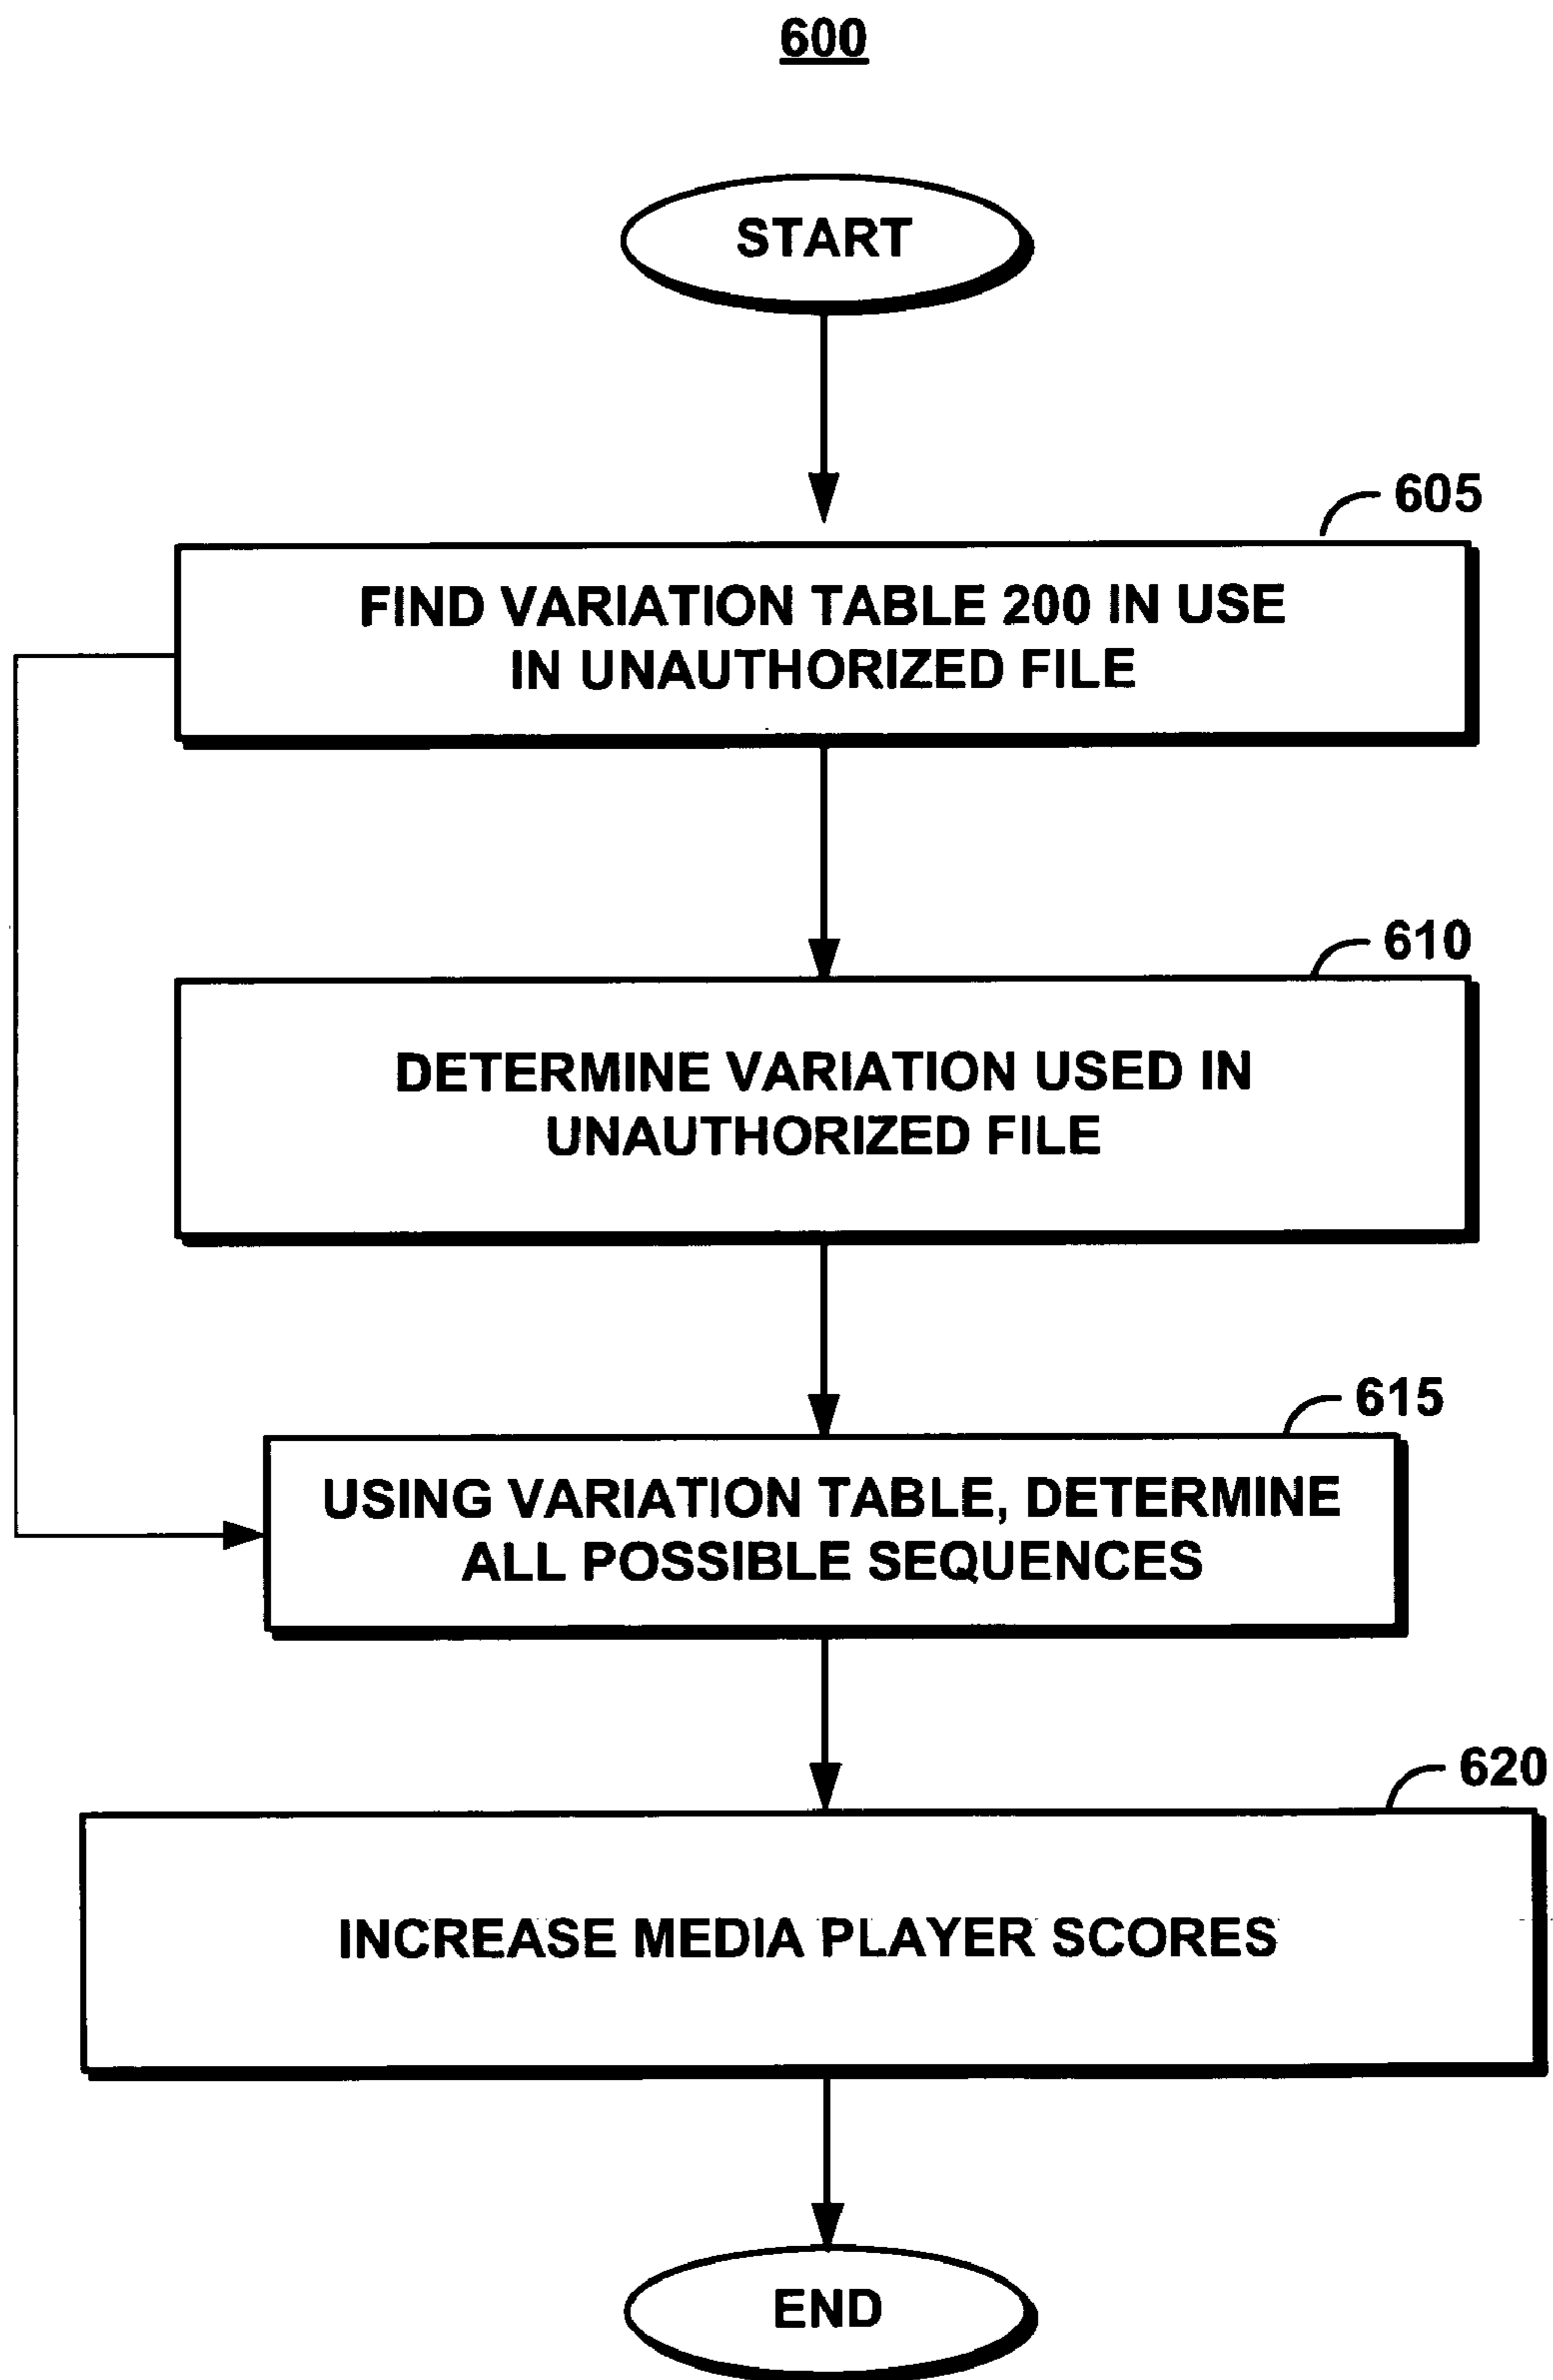 600
START
605
FIND VARIATION TABLE 200 IN USE
IN UNAUTHORIZED FILE
610
DETERMINE VARIATION USED IN
UNAUTHORIZED FILE
615
USING VARIATION TABLE, DETERMINE
ALL POSSIBLE SEQUENCES
620
INCREASE MEDIA PLAYER SCORES
END